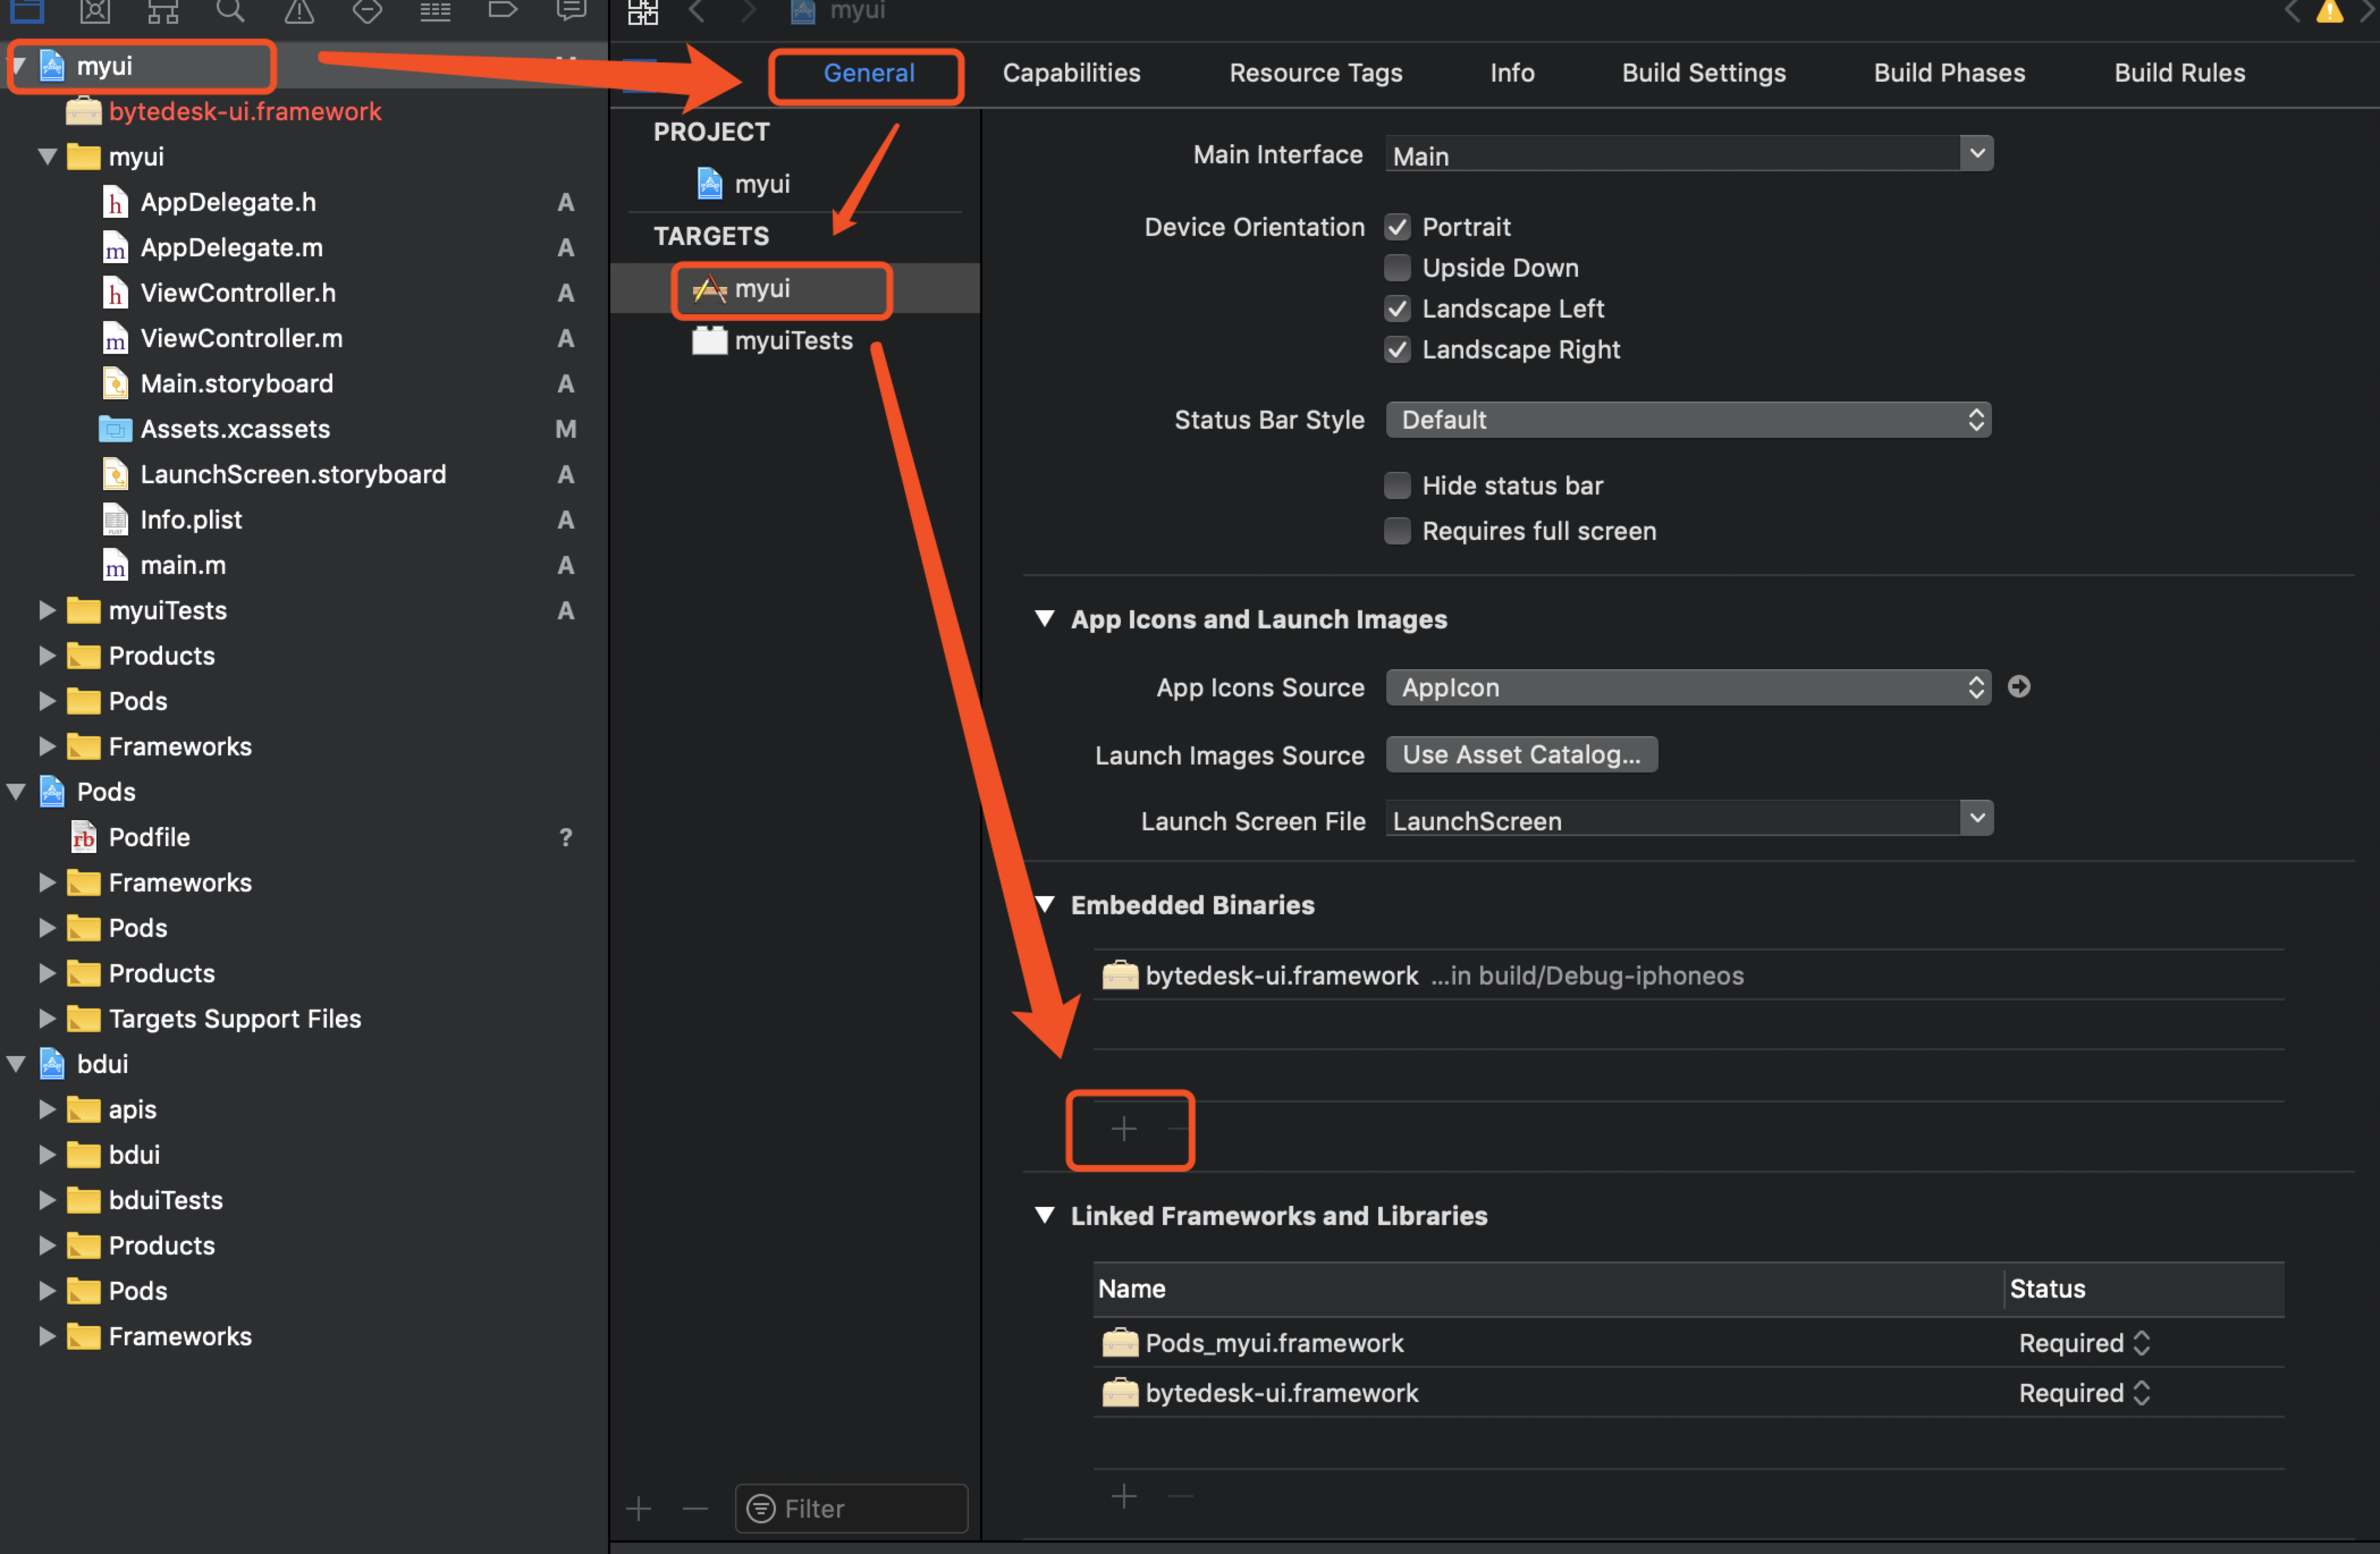 myui
myui
bytedesk-ui.framework
myui
AppDelegate.h A
AppDelegate.m A
ViewController.h A
ViewController.m A
Main.storyboard A
Assets.xcassets M
LaunchScreen.storyboard A
Info.plist A
main.m A
myuiTests A
Products
Pods
Frameworks
Pods
Podfile ?
Frameworks
Pods
Products
Targets Support Files
bdui
apis
bdui
bduiTests
Products
Pods
Frameworks
General Capabilities Resource Tags Info Build Settings Build Phases Build Rules
PROJECT
myui
TARGETS
myui
myuiTests
Filter
Main Interface Main
Device Orientation Portrait
Upside Down
Landscape Left
Landscape Right
Status Bar Style Default
Hide status bar
Requires full screen
App Icons and Launch Images
App Icons Source AppIcon
Launch Images Source Use Asset Catalog...
Launch Screen File LaunchScreen
Embedded Binaries
bytedesk-ui.framework ...in build/Debug-iphoneos
Linked Frameworks and Libraries
Name Status
Pods_myui.framework Required
bytedesk-ui.framework Required